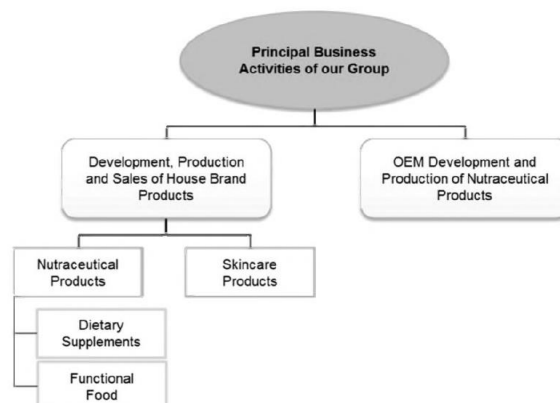 Principal Business
Activities of our Group
Development, Production
and Sales of House Brand
Products
OEM Development and
Production of Nutraceutical
Products
Nutraceutical
Products
Skincare
Products
Dietary
Supplements
Functional
Food